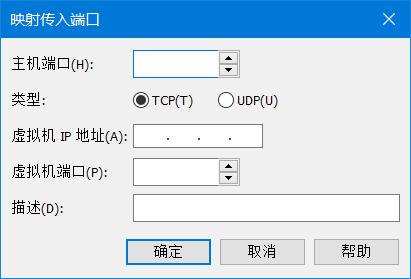 映射传入端口
主机端口(H):
类型: TCP(T) UDP(U)
虚拟机 IP 地址(A): . . .
虚拟机端口(P):
描述(D):
确定 取消 帮助